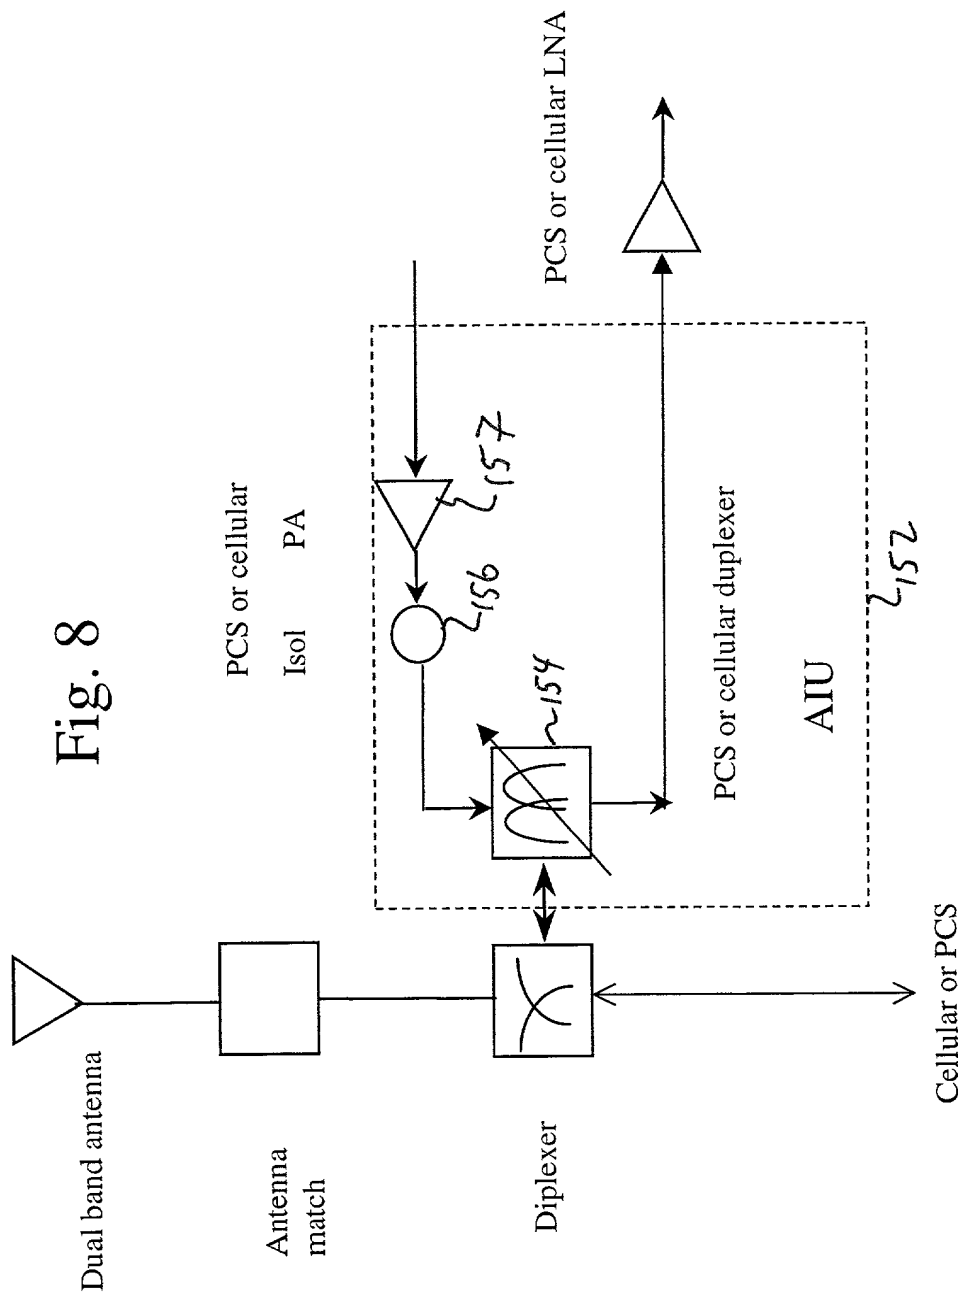 Fig. 8
Dual band antenna
Antenna
match
Diplexer
Cellular or PCS
PCS or cellular
Isol PA
156
157
154
PCS or cellular duplexer
AIU
152
PCS or cellular LNA